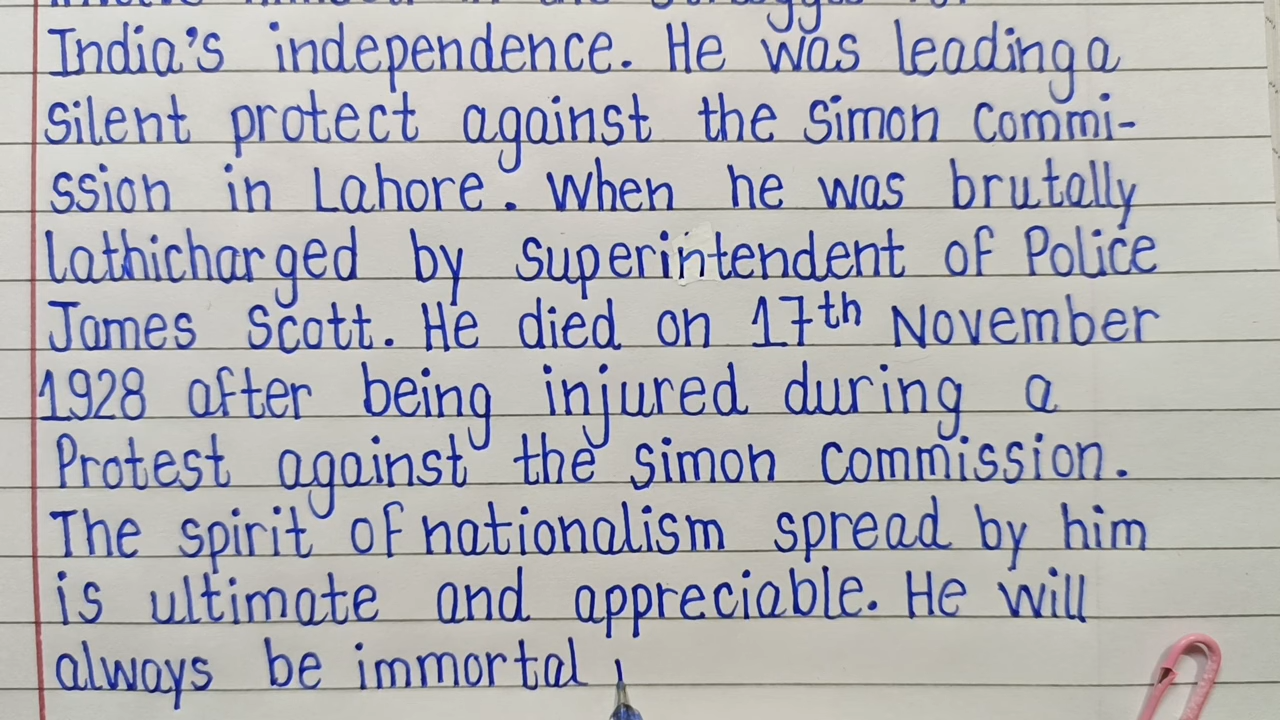 India's independence. He was leading a
silent protect against the Simon Commi-
ssion in Lahore. When he was brutally
Lathicharged by Superintendent of Police
James Scott. He died on 17th November
1928 after being injured during a
Protest against the Simon Commission.
The spirit of nationalism spread by him
is ultimate and appreciable. He will
always be immortal